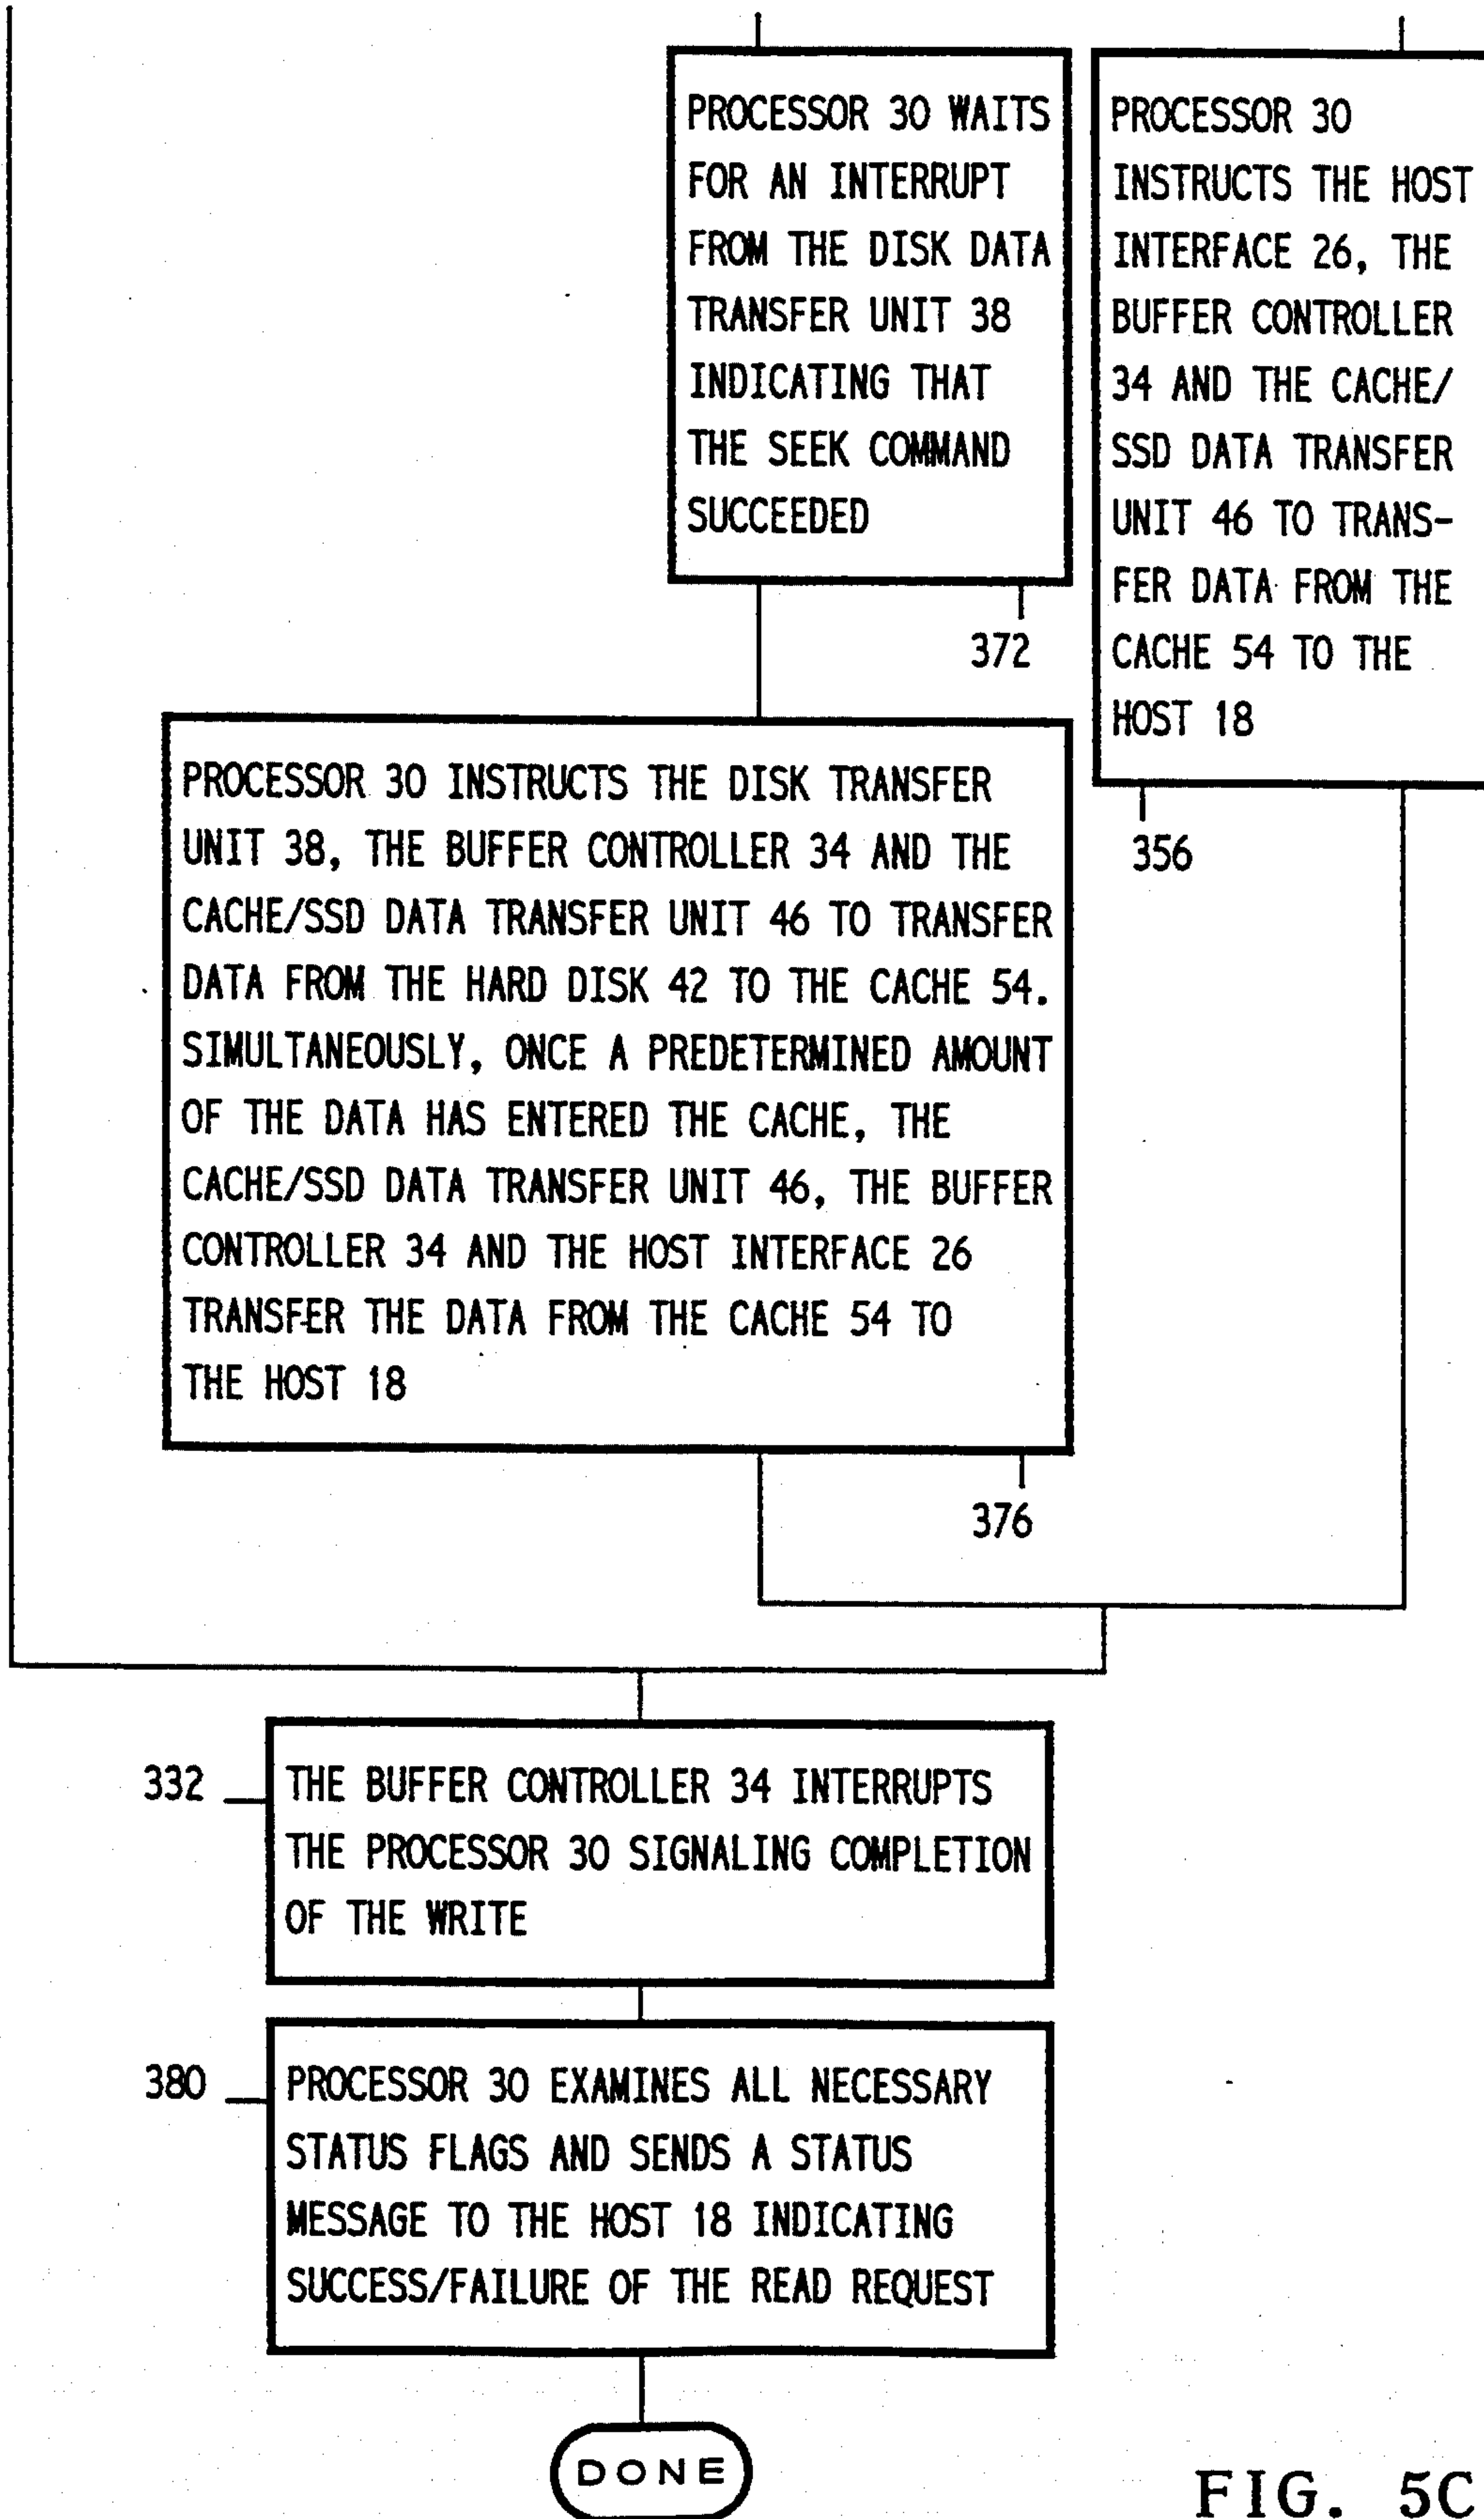 PROCESSOR 30 WAITS
FOR AN INTERRUPT
FROM THE DISK DATA
TRANSFER UNIT 38
INDICATING THAT
THE SEEK COMMAND
SUCCEEDED
372
PROCESSOR 30
INSTRUCTS THE HOST
INTERFACE 26, THE
BUFFER CONTROLLER
34 AND THE CACHE/
SSD DATA TRANSFER
UNIT 46 TO TRANS-
FER DATA FROM THE
CACHE 54 TO THE
HOST 18
356
PROCESSOR 30 INSTRUCTS THE DISK TRANSFER
UNIT 38, THE BUFFER CONTROLLER 34 AND THE
CACHE/SSD DATA TRANSFER UNIT 46 TO TRANSFER
DATA FROM THE HARD DISK 42 TO THE CACHE 54.
SIMULTANEOUSLY, ONCE A PREDETERMINED AMOUNT
OF THE DATA HAS ENTERED THE CACHE, THE
CACHE/SSD DATA TRANSFER UNIT 46, THE BUFFER
CONTROLLER 34 AND THE HOST INTERFACE 26
TRANSFER THE DATA FROM THE CACHE 54 TO
THE HOST 18
376
332
THE BUFFER CONTROLLER 34 INTERRUPTS
THE PROCESSOR 30 SIGNALING COMPLETION
OF THE WRITE
380
PROCESSOR 30 EXAMINES ALL NECESSARY
STATUS FLAGS AND SENDS A STATUS
MESSAGE TO THE HOST 18 INDICATING
SUCCESS/FAILURE OF THE READ REQUEST
DONE
FIG. 5C